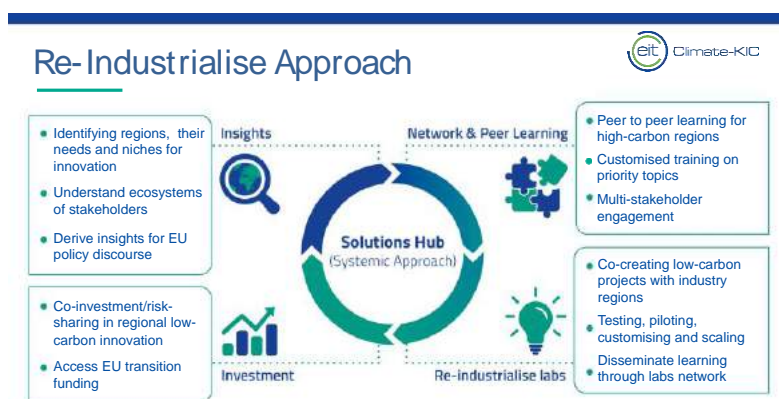 Re-Industrialise Approach
eit Climate-KIC
Identifying regions, their
needs and niches for
innovation
Understand ecosystems
of stakeholders
Derive insights for EU
policy discourse
Insights
Network & Peer Learning
Peer to peer learning for
high-carbon regions
Customised training on
priority topics
Multi-stakeholder
engagement
Solutions Hub
(Systemic Approach)
Co-investment/risk-
sharing in regional low-
carbon innovation
Access EU transition
funding
Investment
Re-industrialise labs
Co-creating low-carbon
projects with industry
regions
Testing, piloting,
customising and scaling
Disseminate learning
through labs network